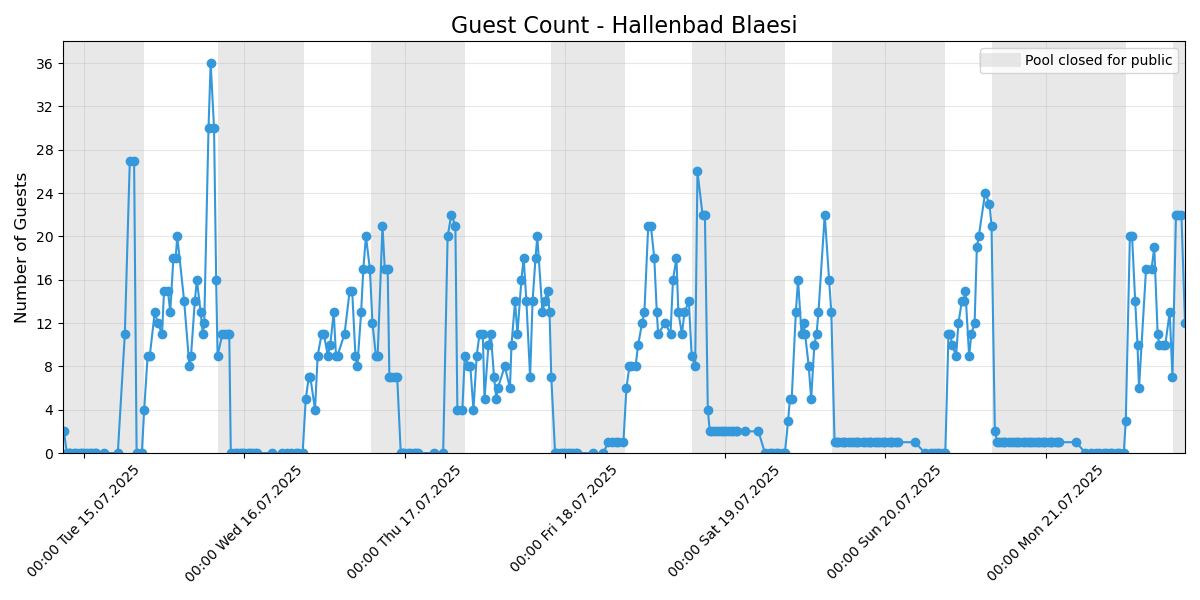 Guest Count - Hallenbad Blaesi
Pool closed for public
Number of Guests
36
32
28
24
20
16
12
8
4
0
00:00 Tue 15.07.2025
00:00 Wed 16.07.2025
00:00 Thu 17.07.2025
00:00 Fri 18.07.2025
00:00 Sat 19.07.2025
00:00 Sun 20.07.2025
00:00 Mon 21.07.2025